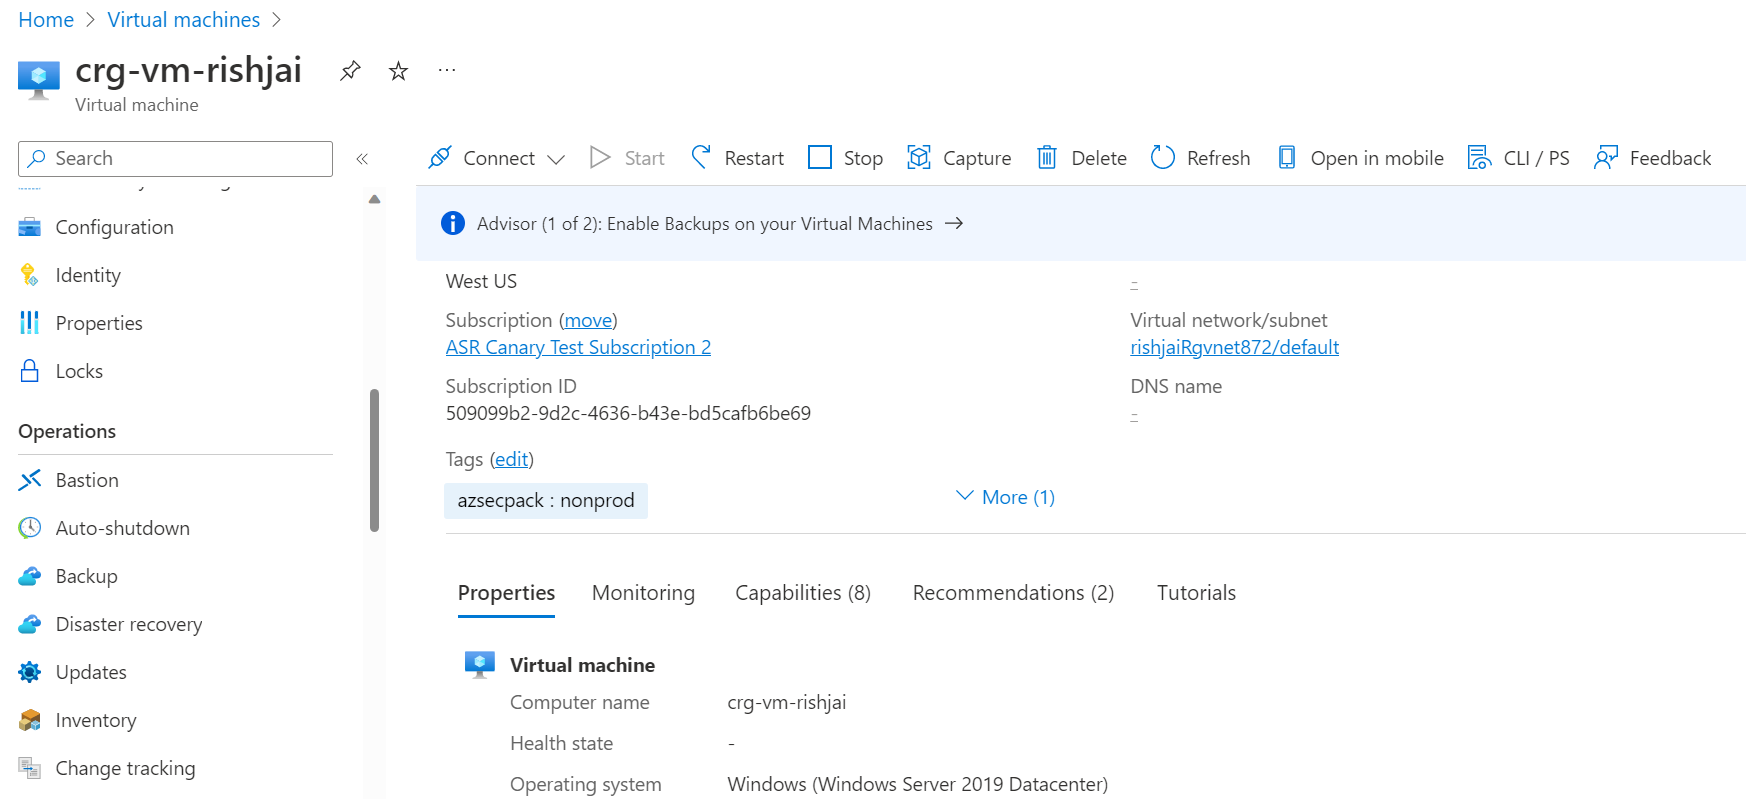 Home > Virtual machines >
crg-vm-rishjai
...
Virtual machine
Search
«
Configuration
Identity
Properties
Locks
Operations
Bastion
Auto-shutdown
Backup
Disaster recovery
Updates
Inventory
Change tracking
Connect Start Restart Stop Capture Delete Refresh Open in mobile CLI / PS Feedback
Advisor (1 of 2): Enable Backups on your Virtual Machines →
West US
-
Subscription (move)
ASR Canary Test Subscription 2
Virtual network/subnet
rishjaiRgvnet872/default
Subscription ID
509099b2-9d2c-4636-b43e-bd5cafb6be69
DNS name
-
Tags (edit)
azsecpack : nonprod
More (1)
Properties Monitoring Capabilities (8) Recommendations (2) Tutorials
Virtual machine
Computer name crg-vm-rishjai
Health state -
Operating system Windows (Windows Server 2019 Datacenter)